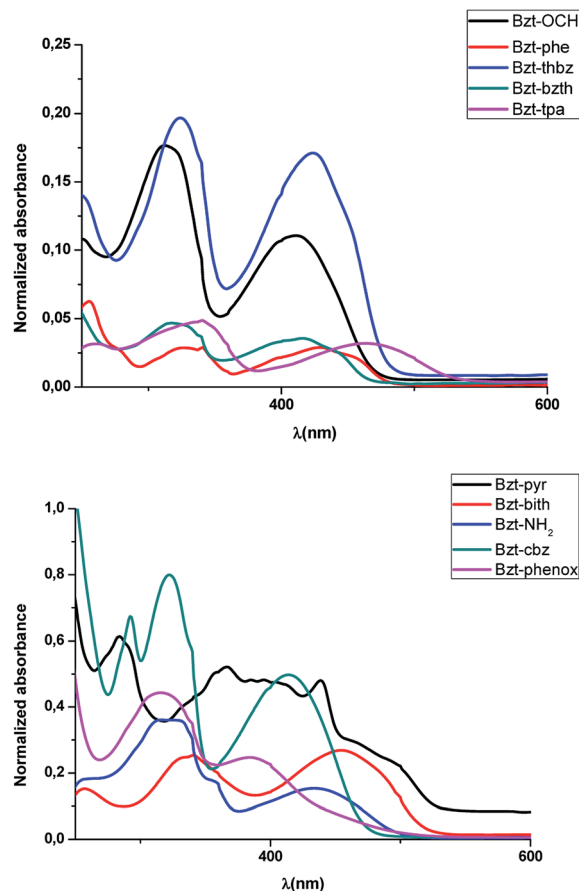 Bzt-OCH
Bzt-phe
Bzt-thbz
Bzt-bzth
Bzt-tpa
0,25
0,20
0,15
0,10
0,05
0,00
Normalized absorbance
400
600
λ(nm)
Bzt-pyr
Bzt-bith
Bzt-NH₂
Bzt-cbz
Bzt-phenox
1,0
0,8
0,6
0,4
0,2
0,0
Normalized absorbance
400
600
λ(nm)